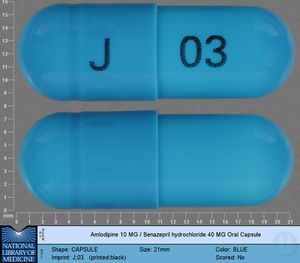 J 03
mm
Amlodipine 10 MG / Benazepril hydrochloride 40 MG Oral Capsule
Shape: CAPSULE Size: 21mm Color: BLUE
Imprint: J;03 (printed:black) Scored: No
NATIONAL
LIBRARY OF
MEDICINE